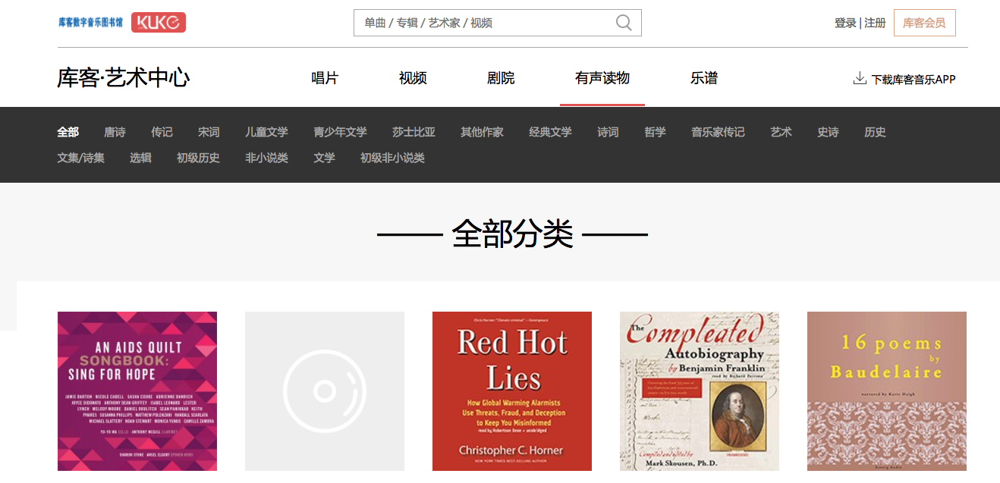 库客数字音乐图书馆 KUKE
单曲 / 专辑 / 艺术家 / 视频
登录 | 注册
库客会员
库客·艺术中心
唱片 视频 剧院 有声读物 乐谱
下载库客音乐APP
全部 唐诗 传记 宋词 儿童文学 青少年文学 莎士比亚 其他作家 经典文学 诗词 哲学 音乐家传记 艺术 史诗 历史
文集/诗集 选辑 初级历史 非小说类 文学 初级非小说类
全部分类
AN AIDS QUILT
SONGBOOK:
SING FOR HOPE
JAMIE BARTON NICOLE CABELL SASHA COOKE ADRIENNE DANRICH
JOYCE DIDONATO ANTHONY DEAN GRIFFEY ISABEL LEONARD LESTER
LYNCH MELODY MOORE DANIEL OKULITCH SEAN PANIKKAR KEITH
PHARES SUSANNA PHILLIPS MATTHEW POLENZANI RANDALL SCARLATA
MICHAEL SLATTERY NOAH STEWART MONICA YUNUS CAMILLE ZAMORA
YO-YO MA CELLO ANTHONY MCGILL CLARINET
SHARON STONE ANSEL ELGORT SPOKEN WORD
Chris Horner: "Climate criminal." —Greenpeace
Red Hot
Lies
How Global Warming Alarmists
Use Threats, Fraud, and Deception
to Keep You Misinformed
read by Robertson Dean • unabridged
Christopher C. Horner
NEW YORK TIMES BEST-SELLING AUTHOR
The
Compleated
Autobiography
by Benjamin Franklin
read by Richard Ferrone
Compiled and edited by
Mark Skousen, Ph.D.
16 poems
by
Baudelaire
narrated by Katie Haigh